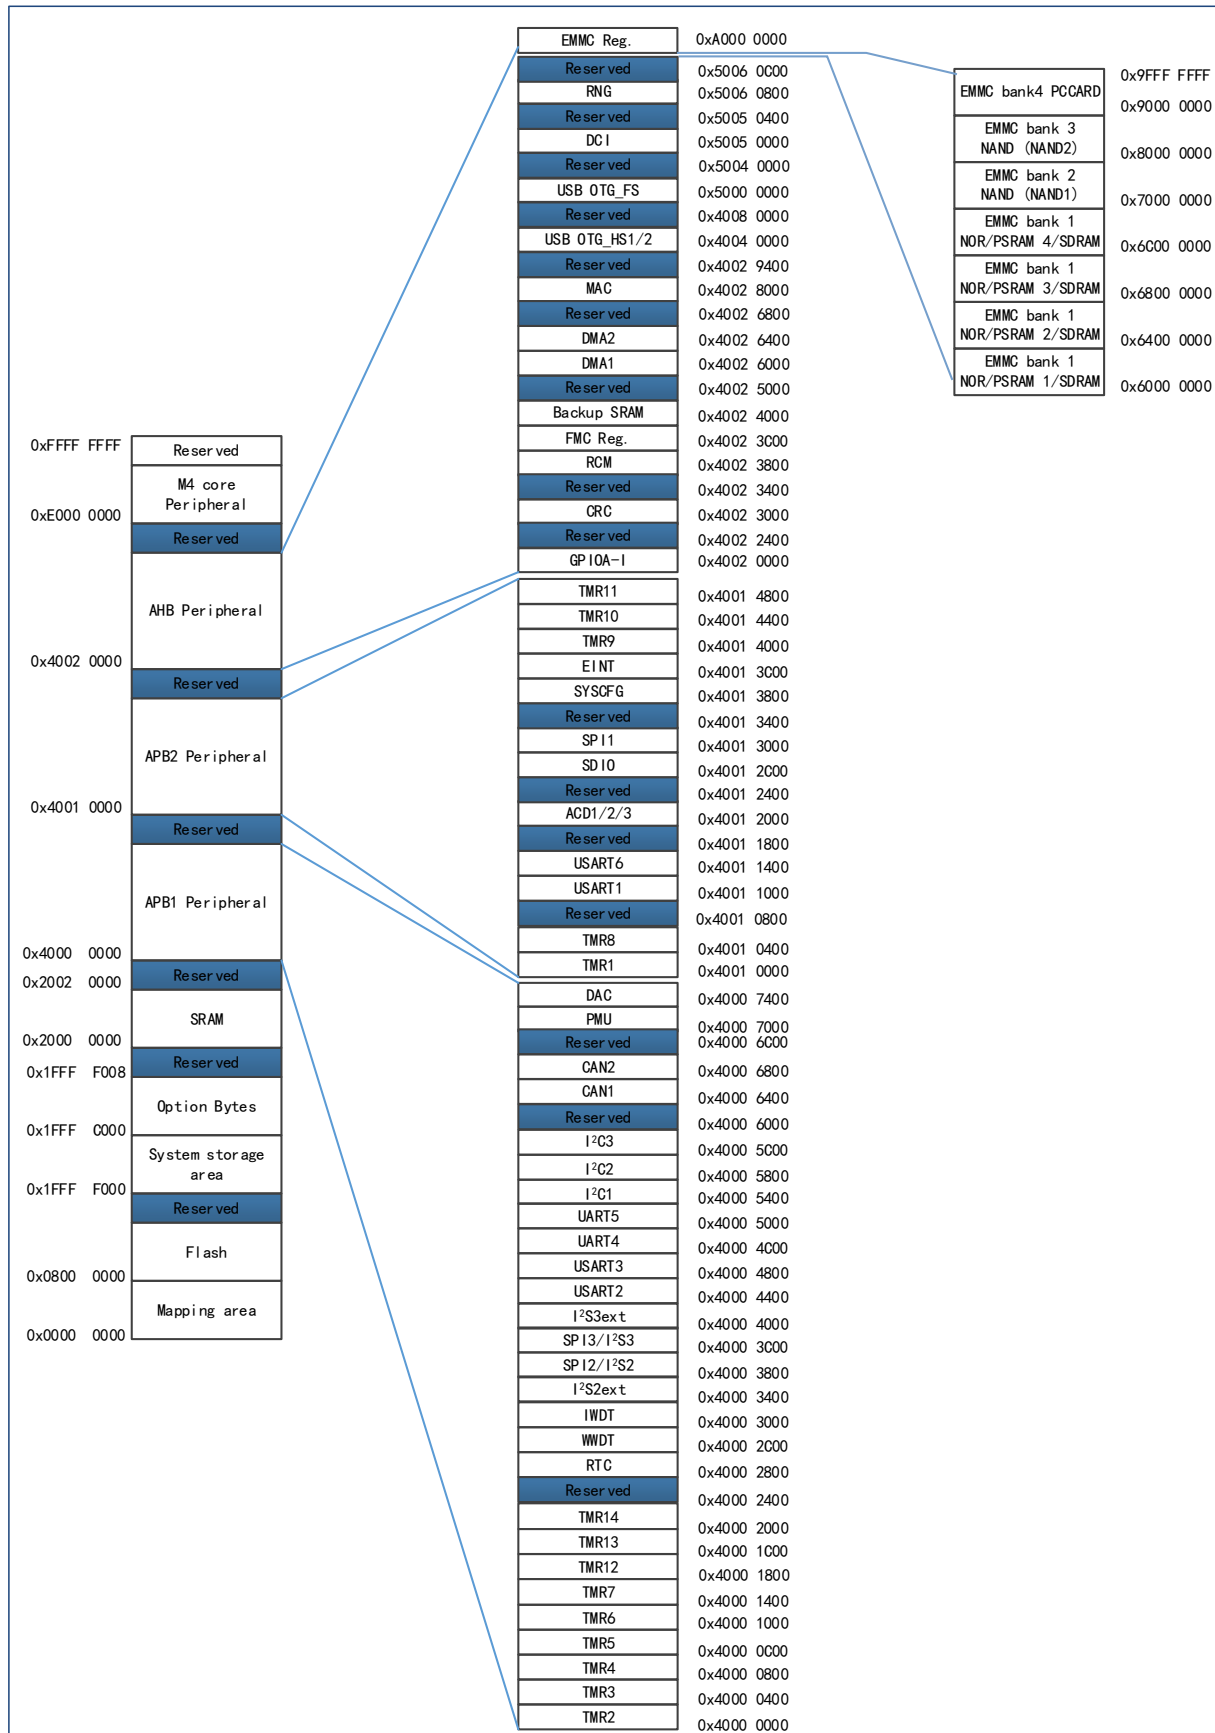 0xFFFF FFFF
Reserved
M4 core
Peripheral
0xE000 0000
Reserved
AHB Peripheral
0x4002 0000
Reserved
APB2 Peripheral
0x4001 0000
Reserved
APB1 Peripheral
0x4000 0000
Reserved
0x2002 0000
SRAM
0x2000 0000
Reserved
0x1FFF F008
Option Bytes
0x1FFF C000
System storage
area
0x1FFF F000
Reserved
Flash
0x0800 0000
Mapping area
0x0000 0000
EMMC Reg. 0xA000 0000
Reserved 0x5006 0C00
RNG 0x5006 0800
Reserved 0x5005 0400
DCI 0x5005 0000
Reserved 0x5004 0000
USB OTG_FS 0x5000 0000
Reserved 0x4008 0000
USB OTG_HS1/2 0x4004 0000
Reserved 0x4002 9400
MAC 0x4002 8000
Reserved 0x4002 6800
DMA2 0x4002 6400
DMA1 0x4002 6000
Reserved 0x4002 5000
Backup SRAM 0x4002 4000
FMC Reg. 0x4002 3C00
RCM 0x4002 3800
Reserved 0x4002 3400
CRC 0x4002 3000
Reserved 0x4002 2400
GPIOA-I 0x4002 0000
TMR11 0x4001 4800
TMR10 0x4001 4400
TMR9 0x4001 4000
EINT 0x4001 3C00
SYSCFG 0x4001 3800
Reserved 0x4001 3400
SPI1 0x4001 3000
SDIO 0x4001 2C00
Reserved 0x4001 2400
ACD1/2/3 0x4001 2000
Reserved 0x4001 1800
USART6 0x4001 1400
USART1 0x4001 1000
Reserved 0x4001 0800
TMR8 0x4001 0400
TMR1 0x4001 0000
DAC 0x4000 7400
PMU 0x4000 7000
Reserved 0x4000 6C00
CAN2 0x4000 6800
CAN1 0x4000 6400
Reserved 0x4000 6000
I²C3 0x4000 5C00
I²C2 0x4000 5800
I²C1 0x4000 5400
UART5 0x4000 5000
UART4 0x4000 4C00
USART3 0x4000 4800
USART2 0x4000 4400
I²S3ext 0x4000 4000
SPI3/I²S3 0x4000 3C00
SPI2/I²S2 0x4000 3800
I²S2ext 0x4000 3400
IWDT 0x4000 3000
WWDT 0x4000 2C00
RTC 0x4000 2800
Reserved 0x4000 2400
TMR14 0x4000 2000
TMR13 0x4000 1C00
TMR12 0x4000 1800
TMR7 0x4000 1400
TMR6 0x4000 1000
TMR5 0x4000 0C00
TMR4 0x4000 0800
TMR3 0x4000 0400
TMR2 0x4000 0000
0x9FFF FFFF
EMMC bank4 PCCARD
0x9000 0000
EMMC bank 3
NAND (NAND2)
0x8000 0000
EMMC bank 2
NAND (NAND1)
0x7000 0000
EMMC bank 1
NOR/PSRAM 4/SDRAM
0x6C00 0000
EMMC bank 1
NOR/PSRAM 3/SDRAM
0x6800 0000
EMMC bank 1
NOR/PSRAM 2/SDRAM
0x6400 0000
EMMC bank 1
NOR/PSRAM 1/SDRAM
0x6000 0000